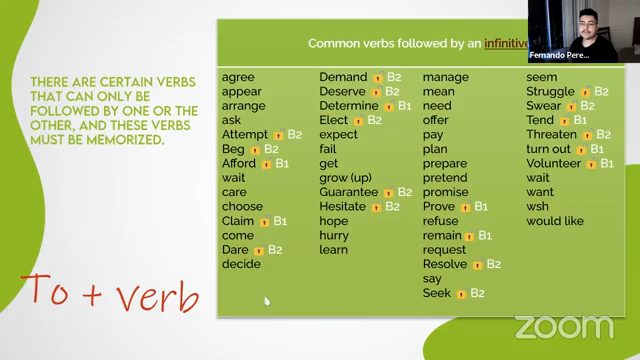 Common verbs followed by an infinitive
Fernando Pere...
THERE ARE CERTAIN VERBS
THAT CAN ONLY BE
FOLLOWED BY ONE OR THE
OTHER, AND THESE VERBS
MUST BE MEMORIZED.
To + verb
agree
appear
arrange
ask
Attempt B2
Beg B2
Afford B1
wait
care
choose
Claim B1
come
Dare B2
decide
Demand B2
Deserve B2
Determine B1
Elect B2
expect
fail
get
grow (up)
Guarantee B2
Hesitate B2
hope
hurry
learn
manage
mean
need
offer
pay
plan
prepare
pretend
promise
Prove B1
refuse
remain B1
request
Resolve B2
say
Seek B2
seem
Struggle B2
Swear B2
Tend B1
Threaten B2
turn out B1
Volunteer B1
wait
want
wsh
would like
zoom